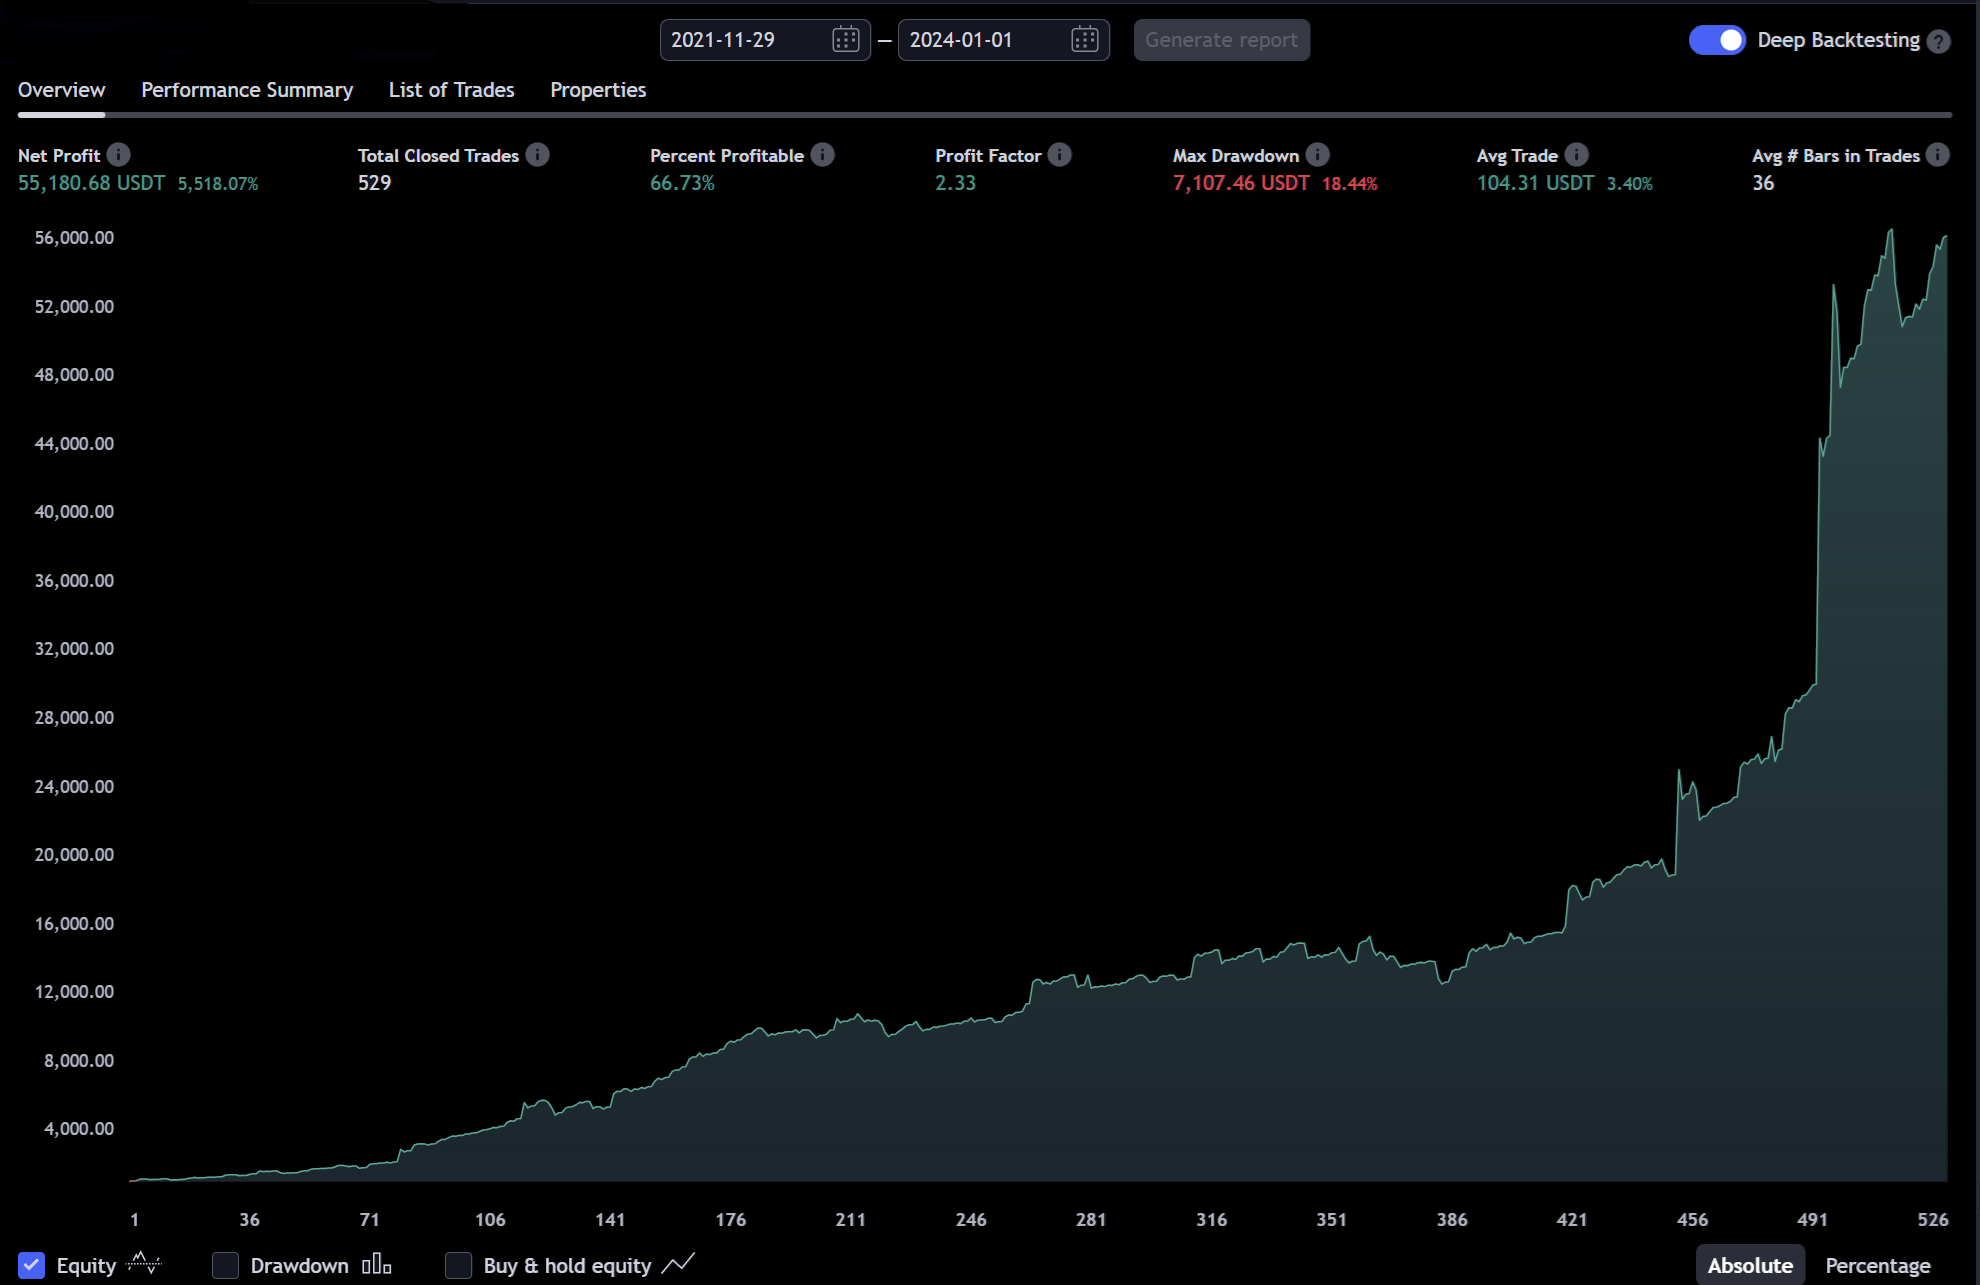 2021-11-29 — 2024-01-01 Generate report Deep Backtesting ?
Overview Performance Summary List of Trades Properties
Net Profit Total Closed Trades Percent Profitable Profit Factor Max Drawdown Avg Trade Avg # Bars in Trades
55,180.68 USDT 5,518.07% 529 66.73% 2.33 7,107.46 USDT 18.44% 104.31 USDT 3.40% 36
56,000.00
52,000.00
48,000.00
44,000.00
40,000.00
36,000.00
32,000.00
28,000.00
24,000.00
20,000.00
16,000.00
12,000.00
8,000.00
4,000.00
1 36 71 106 141 176 211 246 281 316 351 386 421 456 491 526
Equity Drawdown Buy & hold equity Absolute Percentage